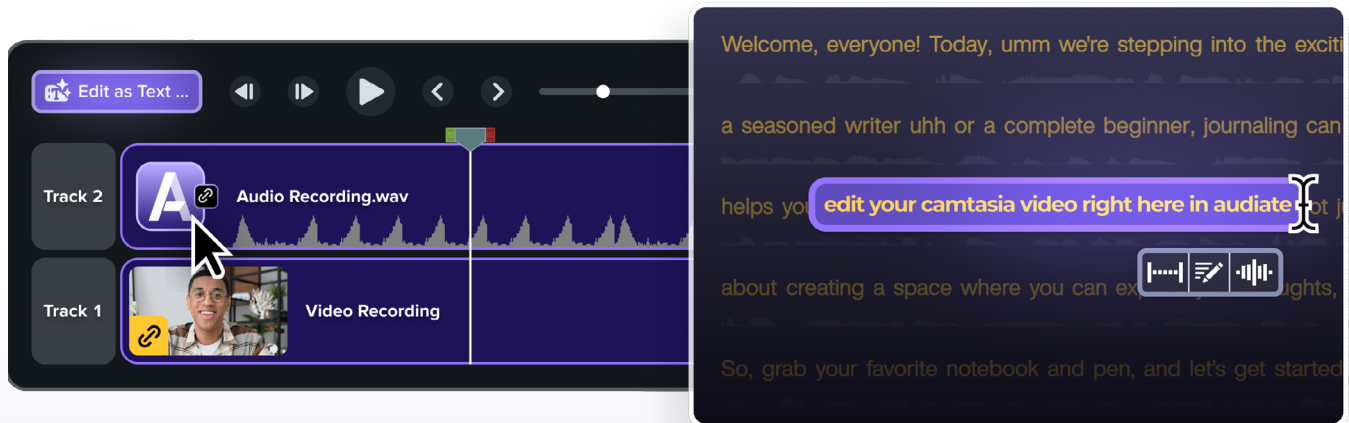 Edit as Text ...
Track 2
A
Audio Recording.wav
Track 1
Video Recording
Welcome, everyone! Today, umm we're stepping into the exciti
a seasoned writer uhh or a complete beginner, journaling can
helps you
edit your camtasia video right here in audiate
about creating a space where you can
So, grab your favorite notebook and pen, and let's get started